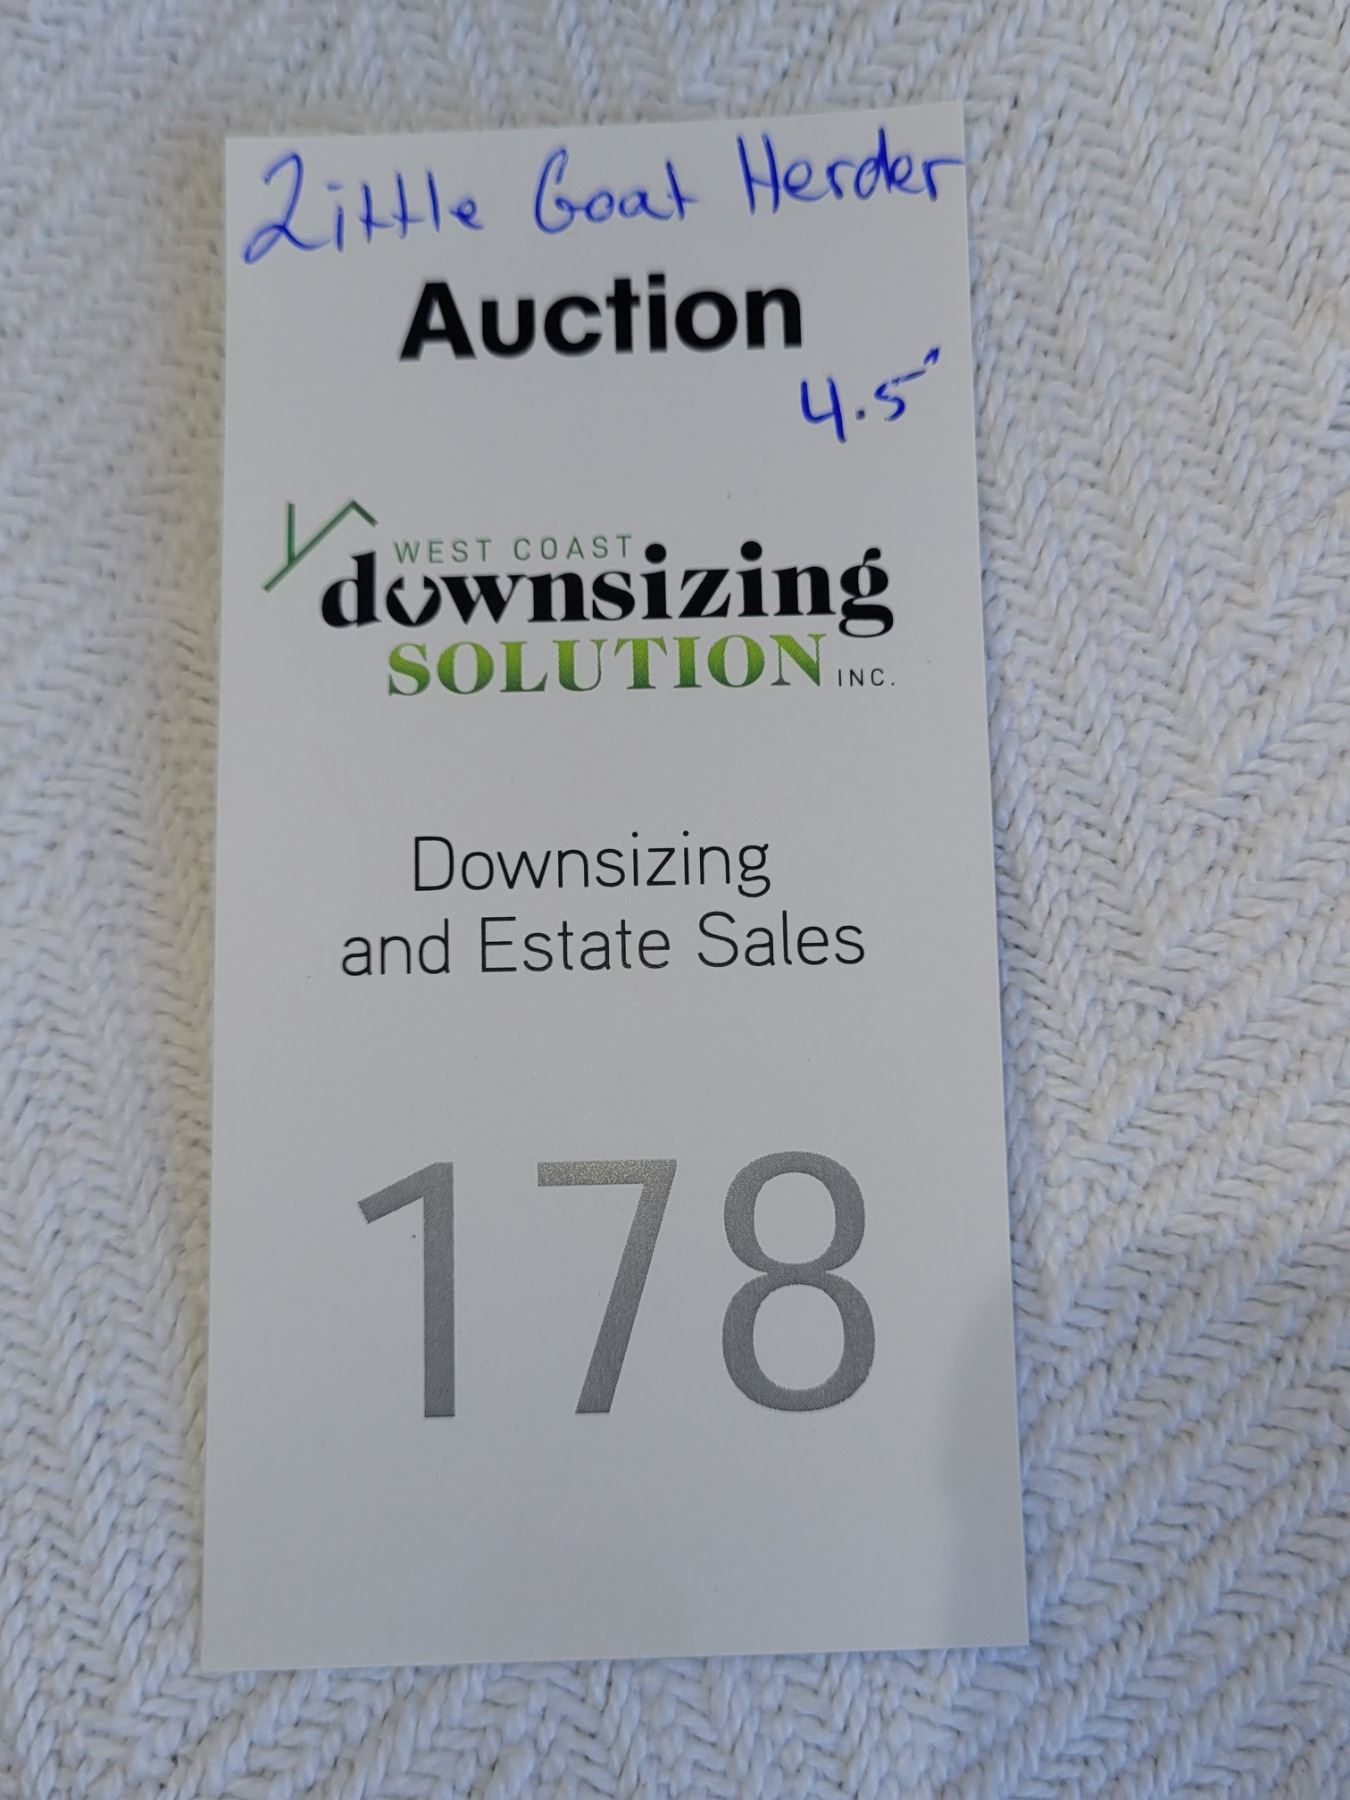 Little Goat Herder
Auction
4.5"
WEST COAST
downsizing
SOLUTION INC.
Downsizing
and Estate Sales
178